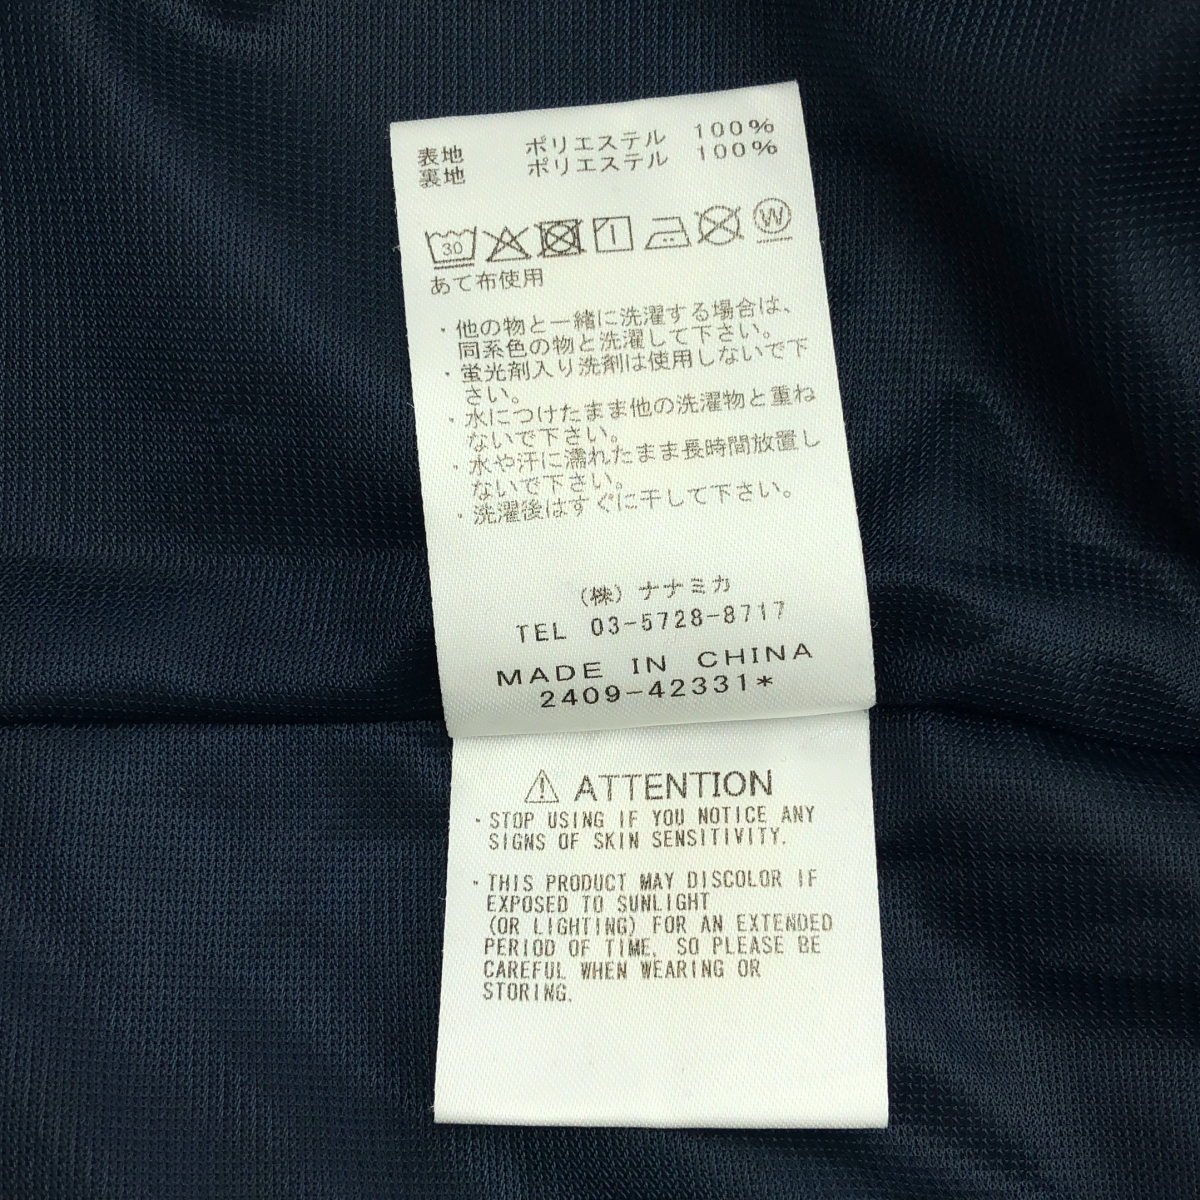 表地 ポリエステル 100%
裏地 ポリエステル 100%
30 W
あて布使用
・他の物と一緒に洗濯する場合は、
同系色の物と洗濯して下さい。
・蛍光剤入り洗剤は使用しないで下
さい。
・水につけたまま他の洗濯物と重ね
ないで下さい。
・水や汗に濡れたまま長時間放置し
ないで下さい。
・洗濯後はすぐに干して下さい。
(株) ナナミカ
TEL 03-5728-8717
MADE IN CHINA
2409-42331*
⚠ ATTENTION
・STOP USING IF YOU NOTICE ANY
SIGNS OF SKIN SENSITIVITY.
・THIS PRODUCT MAY DISCOLOR IF
EXPOSED TO SUNLIGHT
(OR LIGHTING) FOR AN EXTENDED
PERIOD OF TIME, SO PLEASE BE
CAREFUL WHEN WEARING OR
STORING.